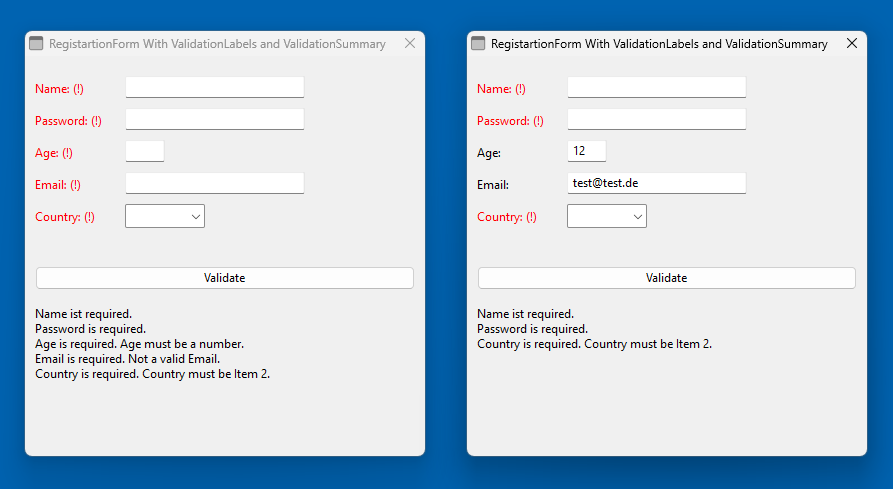 RegistartionForm With ValidationLabels and ValidationSummary
Name: (!)
Password: (!)
Age: (!)
Email: (!)
Country: (!)
Validate
Name ist required.
Password is required.
Age is required. Age must be a number.
Email is required. Not a valid Email.
Country is required. Country must be Item 2.
RegistartionForm With ValidationLabels and ValidationSummary
Name: (!)
Password: (!)
Age: 12
Email: test@test.de
Country: (!)
Validate
Name ist required.
Password is required.
Country is required. Country must be Item 2.